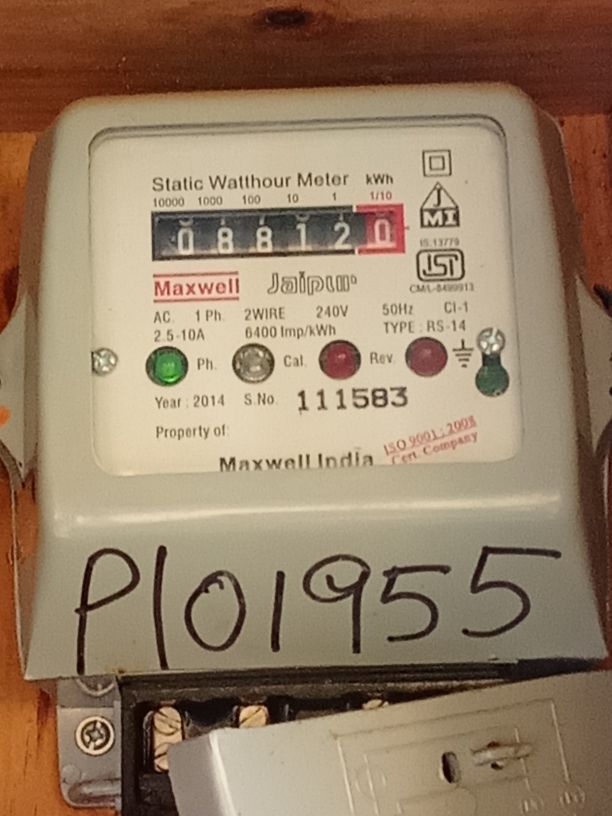 Static Watthour Meter kWh
10000 1000 100 10 1 1/10
0 8 8 1 2 0
J
MI
IS:13779
ISI
CM/L-8499913
Maxwell Jaipur
AC. 1 Ph. 2WIRE 240V 50Hz Cl-1
2.5-10A 6400 Imp/kWh TYPE : RS-14
Ph. Cal. Rev.
Year : 2014 S.No. 111583
Property of:
Maxwell India
ISO 9001 : 2008
Cert. Company
P101955